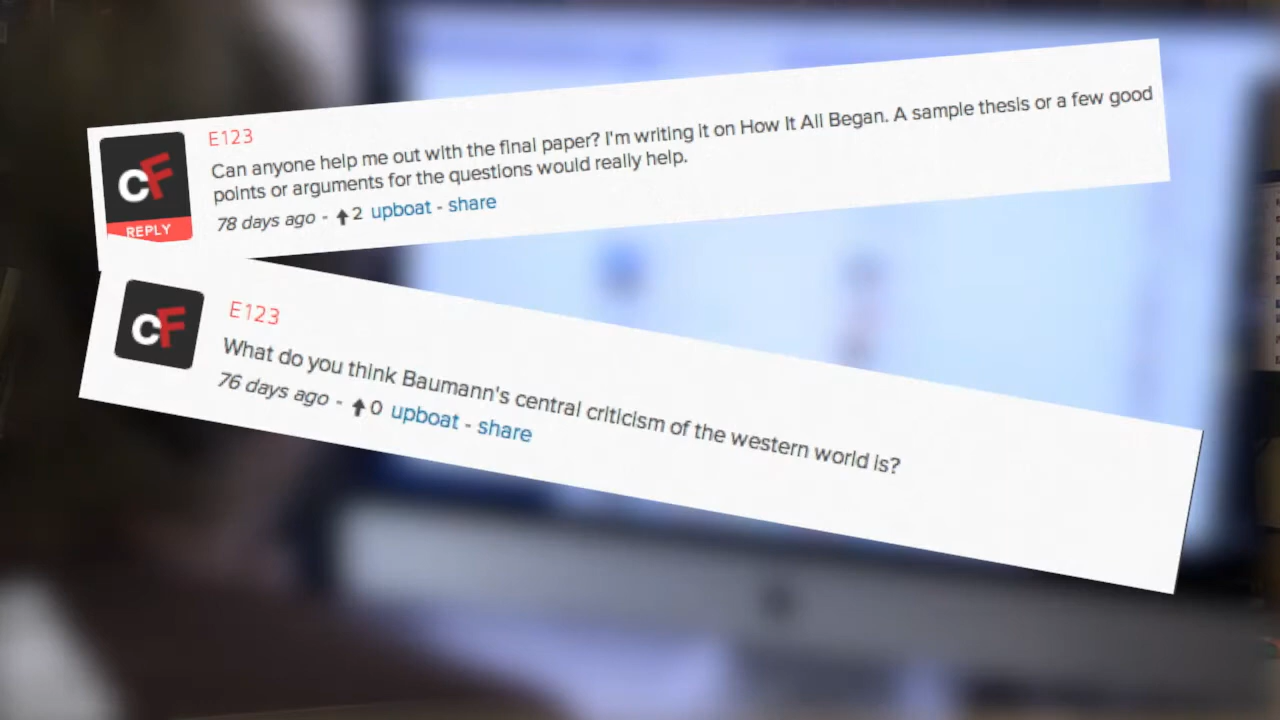 CF
REPLY
E123
Can anyone help me out with the final paper? I'm writing it on How It All Began. A sample thesis or a few good
points or arguments for the questions would really help.
78 days ago - 2 upboat - share
CF
E123
What do you think Baumann's central criticism of the western world is?
76 days ago - 0 upboat - share